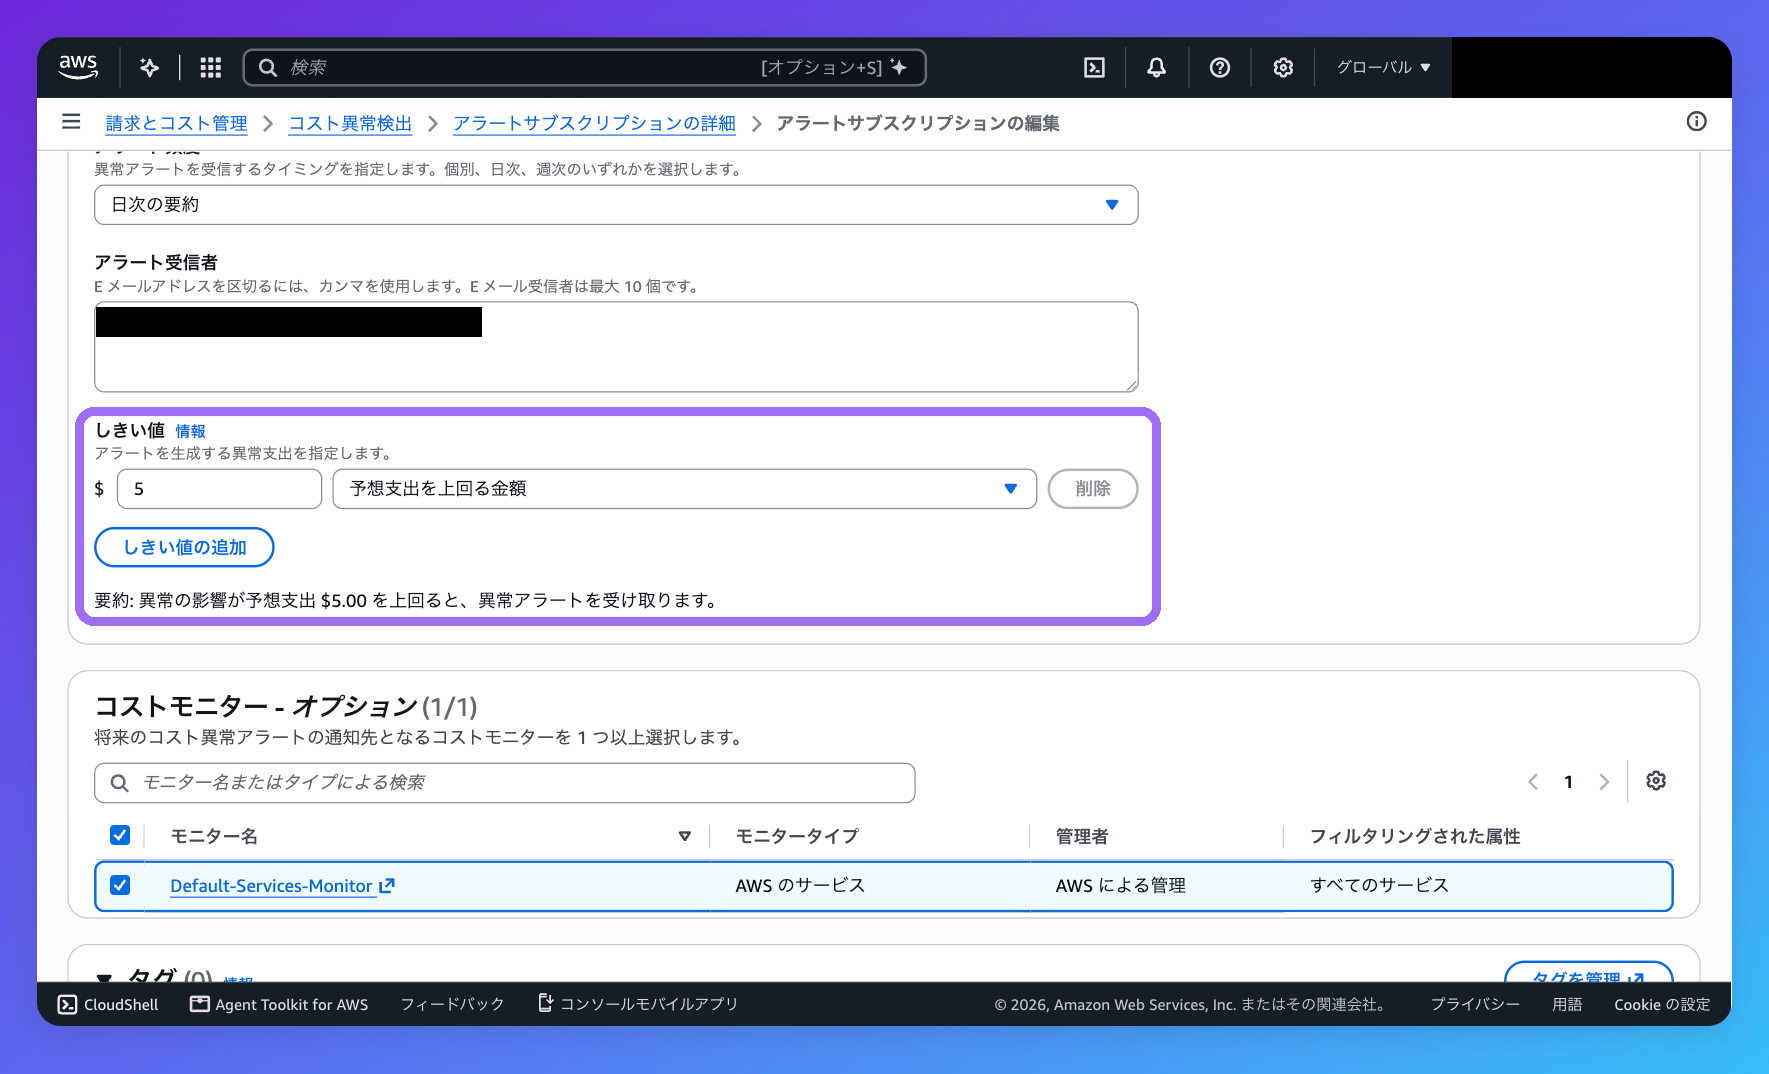 aws
検索 [オプション+S]
グローバル ▼
請求とコスト管理 > コスト異常検出 > アラートサブスクリプションの詳細 > アラートサブスクリプションの編集
異常アラートを受信するタイミングを指定します。個別、日次、週次のいずれかを選択します。
日次の要約
アラート受信者
E メールアドレスを区切るには、カンマを使用します。E メール受信者は最大 10 個です。
しきい値 情報
アラートを生成する異常支出を指定します。
$ 5 予想支出を上回る金額 削除
しきい値の追加
要約: 異常の影響が予想支出 $5.00 を上回ると、異常アラートを受け取ります。
コストモニター - オプション (1/1)
将来のコスト異常アラートの通知先となるコストモニターを 1 つ以上選択します。
モニター名またはタイプによる検索
1
モニター名 モニタータイプ 管理者 フィルタリングされた属性
Default-Services-Monitor AWS のサービス AWS による管理 すべてのサービス
タグ (0) 情報 タグを管理
CloudShell Agent Toolkit for AWS フィードバック コンソールモバイルアプリ © 2026, Amazon Web Services, Inc. またはその関連会社。 プライバシー 用語 Cookie の設定